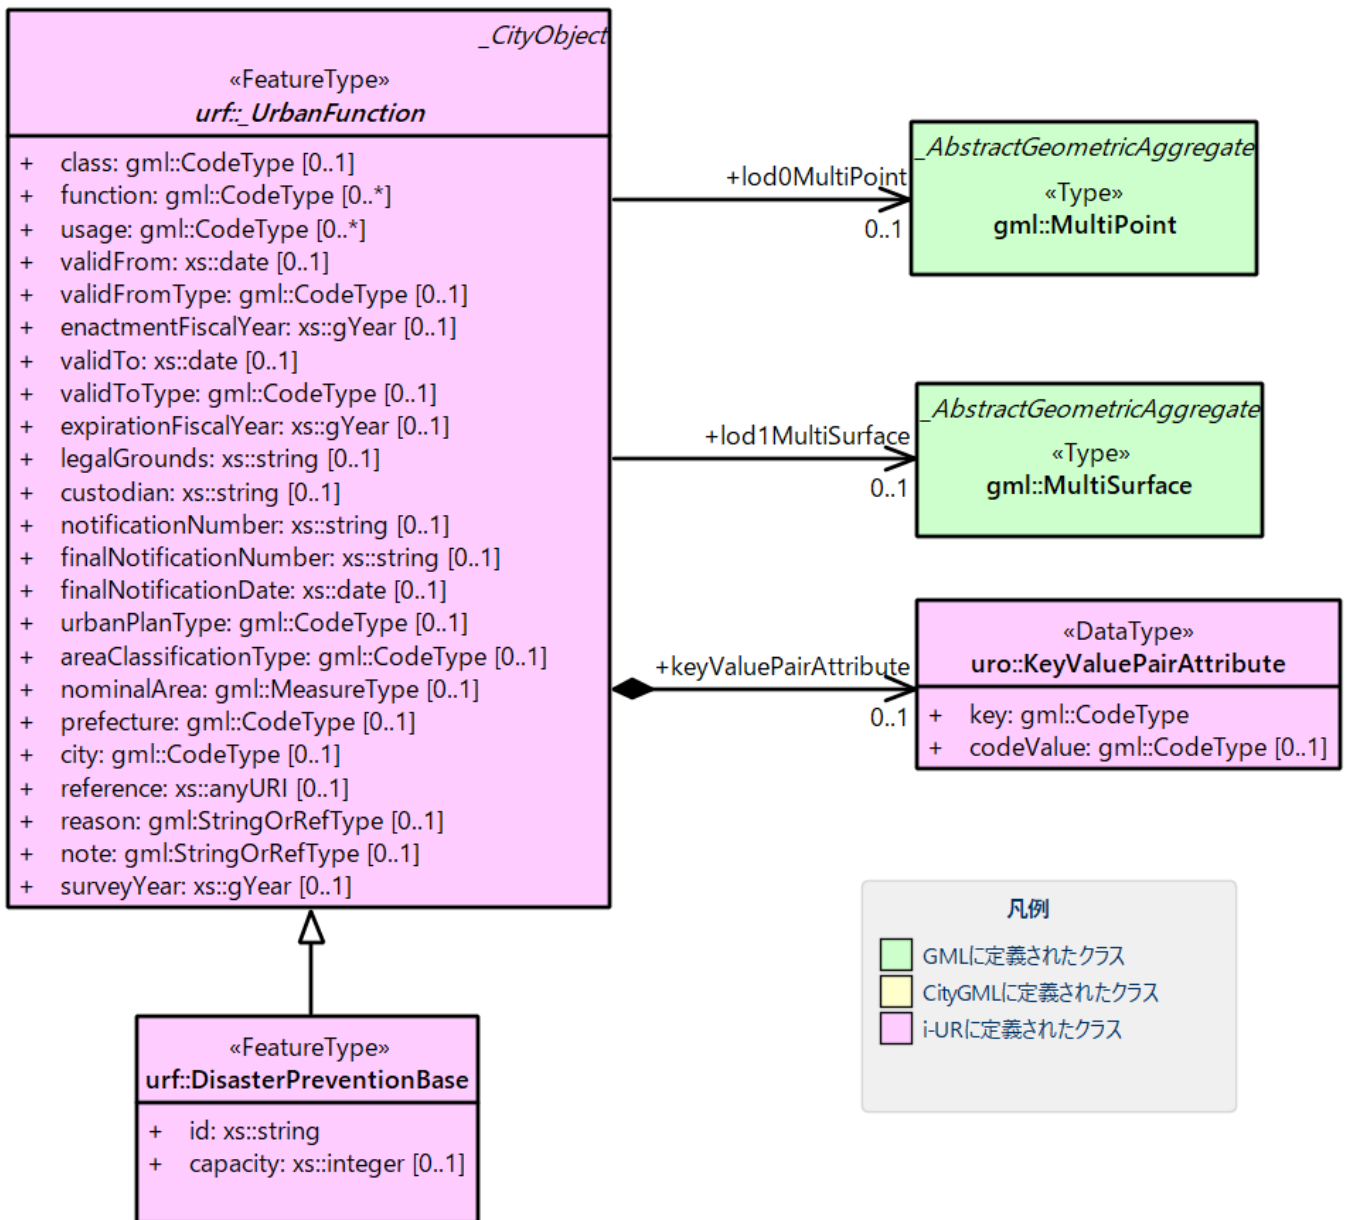 _CityObject
«FeatureType»
urf::_UrbanFunction
+ class: gml::CodeType [0..1]
+ function: gml::CodeType [0..*]
+ usage: gml::CodeType [0..*]
+ validFrom: xs::date [0..1]
+ validFromType: gml::CodeType [0..1]
+ enactmentFiscalYear: xs::gYear [0..1]
+ validTo: xs::date [0..1]
+ validToType: gml::CodeType [0..1]
+ expirationFiscalYear: xs::gYear [0..1]
+ legalGrounds: xs::string [0..1]
+ custodian: xs::string [0..1]
+ notificationNumber: xs::string [0..1]
+ finalNotificationNumber: xs::string [0..1]
+ finalNotificationDate: xs::date [0..1]
+ urbanPlanType: gml::CodeType [0..1]
+ areaClassificationType: gml::CodeType [0..1]
+ nominalArea: gml::MeasureType [0..1]
+ prefecture: gml::CodeType [0..1]
+ city: gml::CodeType [0..1]
+ reference: xs::anyURI [0..1]
+ reason: gml:StringOrRefType [0..1]
+ note: gml:StringOrRefType [0..1]
+ surveyYear: xs::gYear [0..1]
+lod0MultiPoint
0..1
_AbstractGeometricAggregate
«Type»
gml::MultiPoint
+lod1MultiSurface
0..1
_AbstractGeometricAggregate
«Type»
gml::MultiSurface
+keyValuePairAttribute
0..1
«DataType»
uro::KeyValuePairAttribute
+ key: gml::CodeType
+ codeValue: gml::CodeType [0..1]
«FeatureType»
urf::DisasterPreventionBase
+ id: xs::string
+ capacity: xs::integer [0..1]
凡例
GMLに定義されたクラス
CityGMLに定義されたクラス
i-URに定義されたクラス